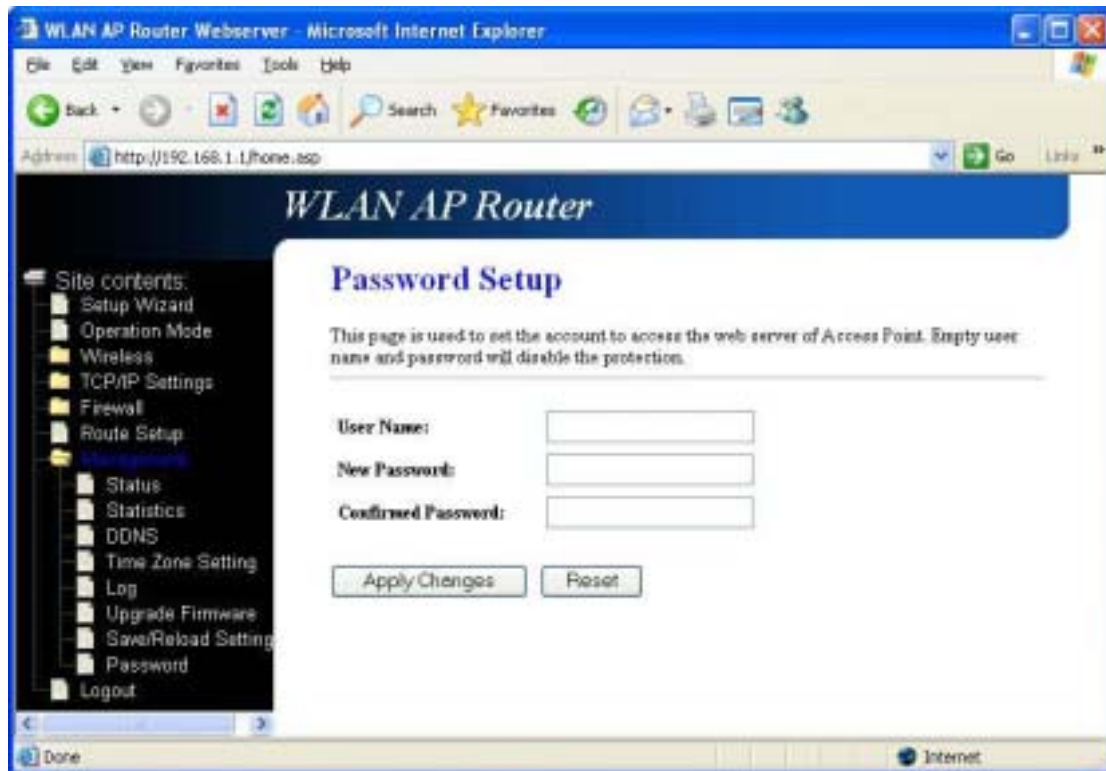 WLAN AP Router Webserver - Microsoft Internet Explorer
File Edit View Favorites Tools Help
Back Search Favorites
Address http://192.168.1.1/home.asp Go Links »
WLAN AP Router
Site contents:
Setup Wizard
Operation Mode
Wireless
TCP/IP Settings
Firewall
Route Setup
Management
Status
Statistics
DDNS
Time Zone Setting
Log
Upgrade Firmware
Save/Reload Setting
Password
Logout
Password Setup
This page is used to set the account to access the web server of Access Point. Empty user
name and password will disable the protection.
User Name:
New Password:
Confirmed Password:
Apply Changes Reset
Done Internet